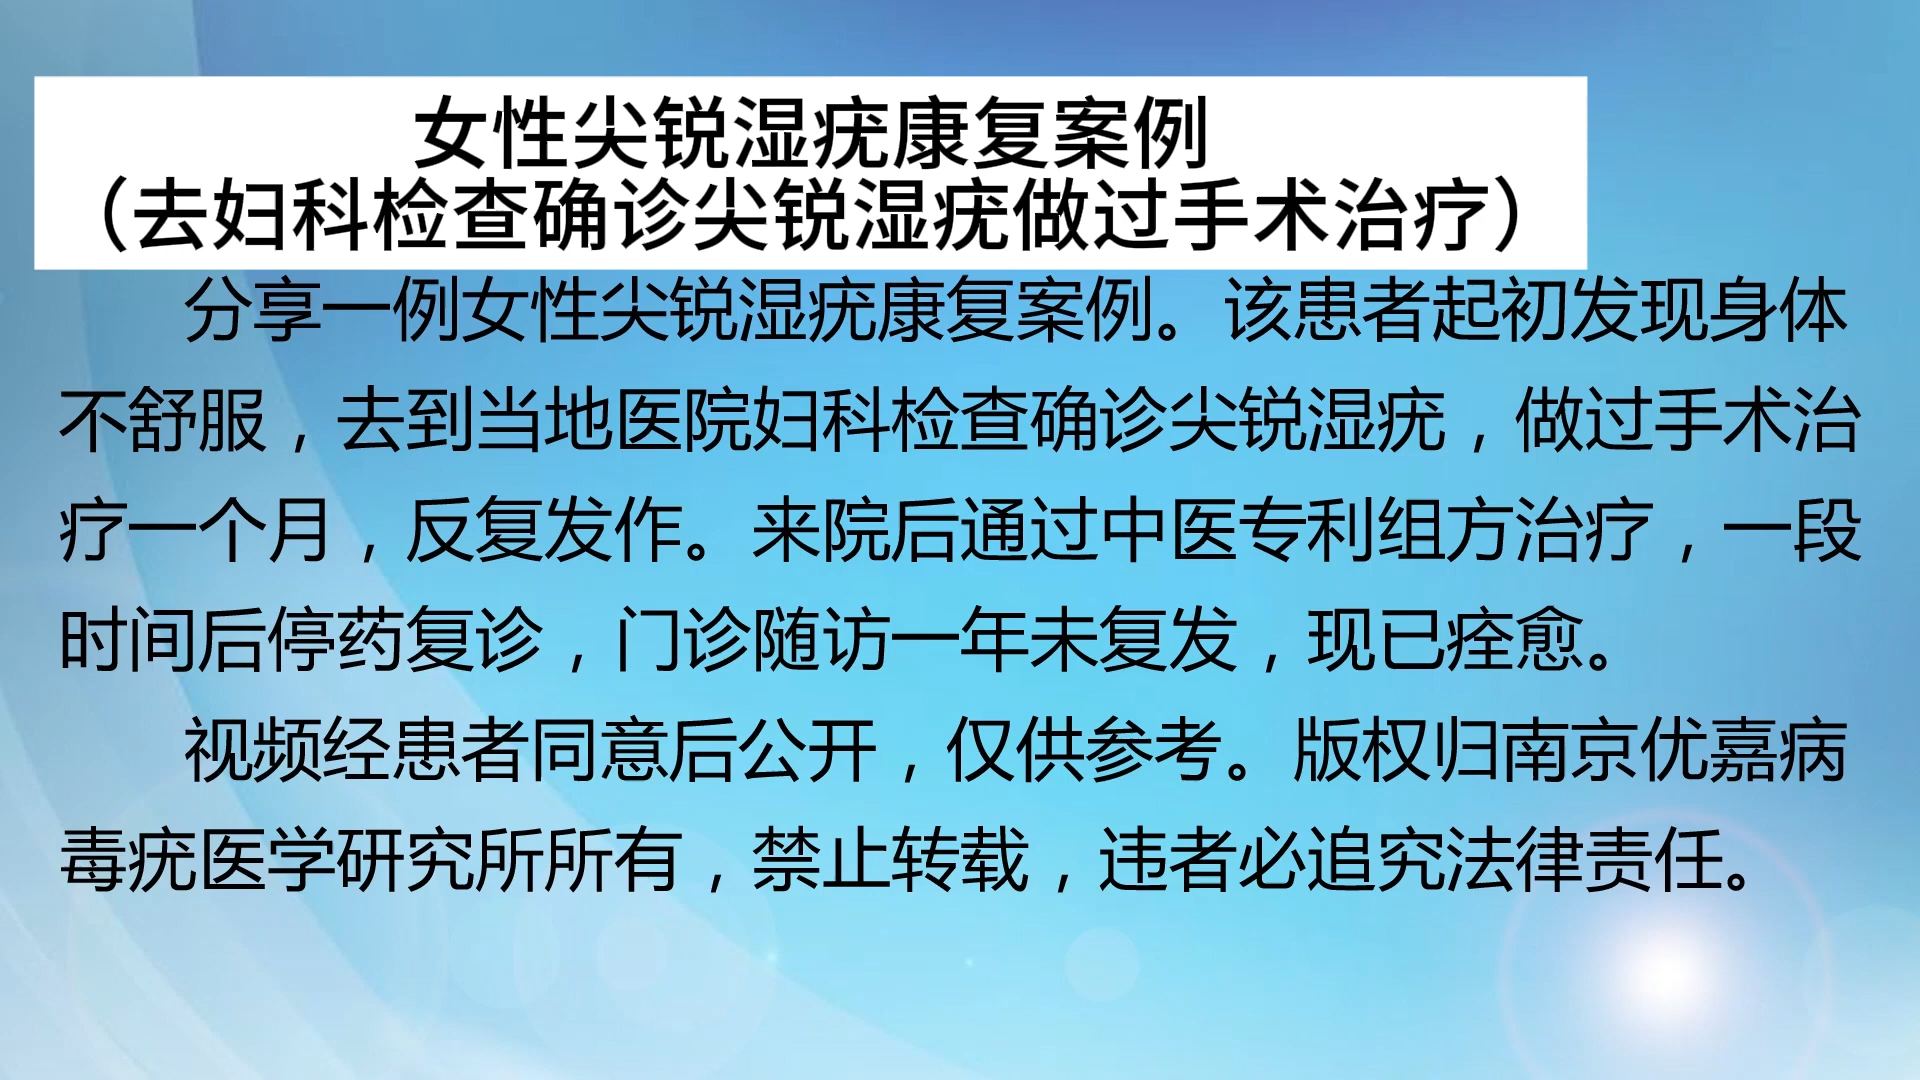 女性尖锐湿疣康复案例
（去妇科检查确诊尖锐湿疣做过手术治疗）
分享一例女性尖锐湿疣康复案例。该患者起初发现身体
不舒服，去到当地医院妇科检查确诊尖锐湿疣，做过手术治
疗一个月，反复发作。来院后通过中医专利组方治疗，一段
时间后停药复诊，门诊随访一年未复发，现已痊愈。
视频经患者同意后公开，仅供参考。版权归南京优嘉病
毒疣医学研究所所有，禁止转载，违者必追究法律责任。